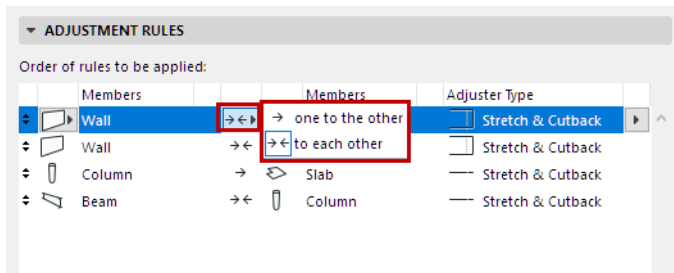 ADJUSTMENT RULES
Order of rules to be applied:
Members Members Adjuster Type
Wall → one to the other Stretch & Cutback
Wall →← to each other Stretch & Cutback
Column → Slab Stretch & Cutback
Beam →← Column Stretch & Cutback